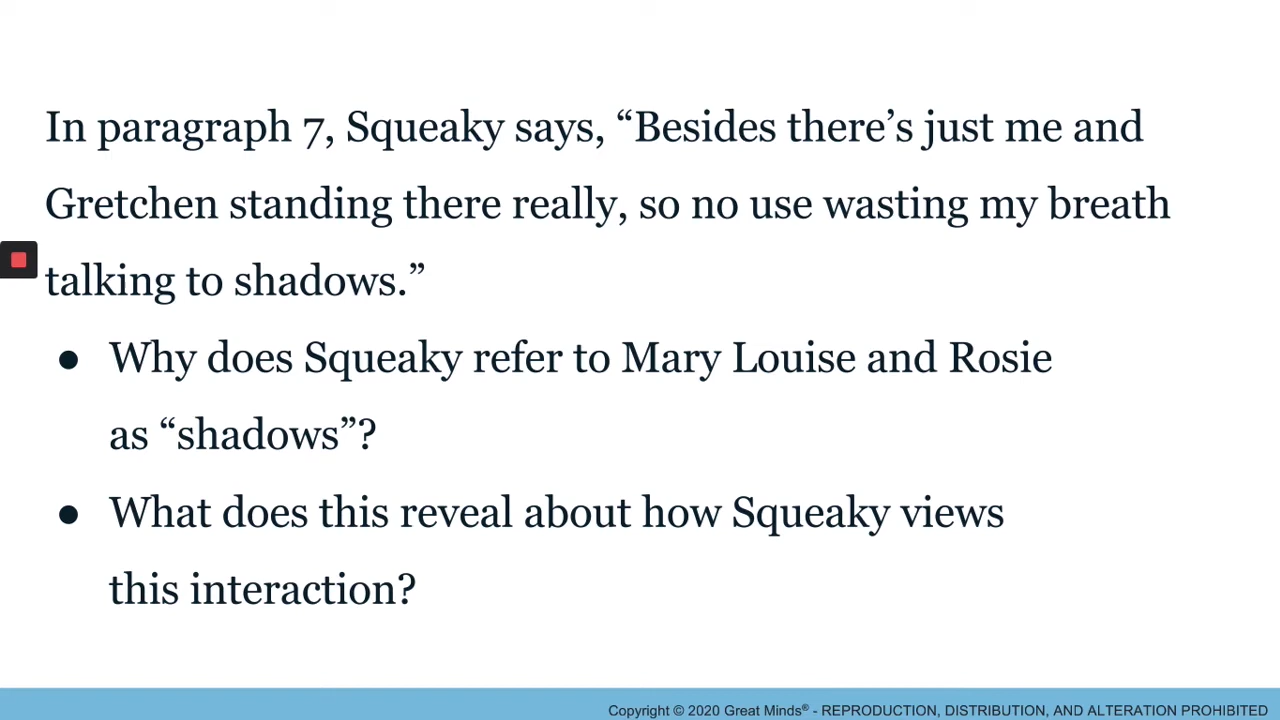 In paragraph 7, Squeaky says, “Besides there’s just me and
Gretchen standing there really, so no use wasting my breath
talking to shadows.”
● Why does Squeaky refer to Mary Louise and Rosie
as “shadows”?
● What does this reveal about how Squeaky views
this interaction?
Copyright © 2020 Great Minds® - REPRODUCTION, DISTRIBUTION, AND ALTERATION PROHIBITED